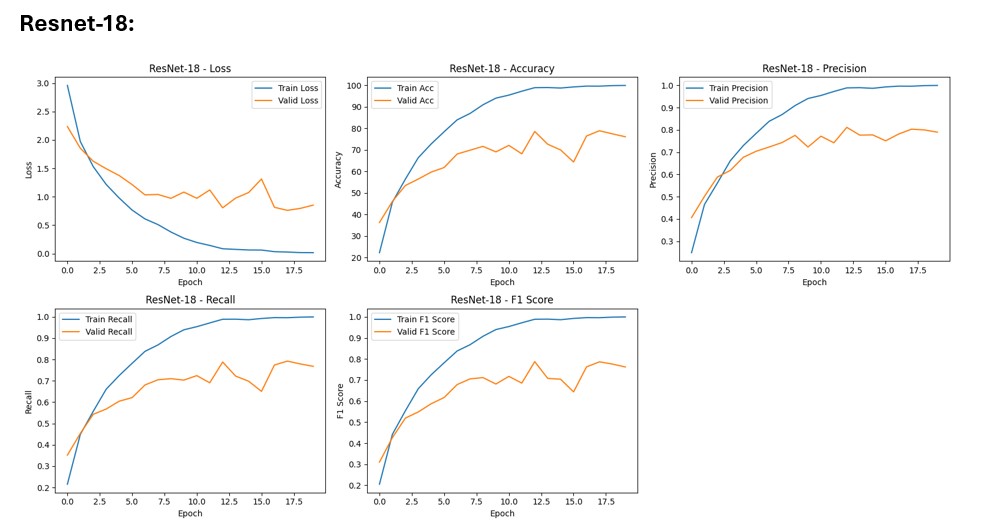 Resnet-18:
ResNet-18 - Loss
3.0
2.5
2.0
1.5
1.0
0.5
0.0
Loss
Train Loss
Valid Loss
0.0 2.5 5.0 7.5 10.0 12.5 15.0 17.5
Epoch
ResNet-18 - Accuracy
100
90
80
70
60
50
40
30
20
Accuracy
Train Acc
Valid Acc
0.0 2.5 5.0 7.5 10.0 12.5 15.0 17.5
Epoch
ResNet-18 - Precision
1.0
0.9
0.8
0.7
0.6
0.5
0.4
0.3
Precision
Train Precision
Valid Precision
0.0 2.5 5.0 7.5 10.0 12.5 15.0 17.5
Epoch
ResNet-18 - Recall
1.0
0.9
0.8
0.7
0.6
0.5
0.4
0.3
0.2
Recall
Train Recall
Valid Recall
0.0 2.5 5.0 7.5 10.0 12.5 15.0 17.5
Epoch
ResNet-18 - F1 Score
1.0
0.9
0.8
0.7
0.6
0.5
0.4
0.3
0.2
F1 Score
Train F1 Score
Valid F1 Score
0.0 2.5 5.0 7.5 10.0 12.5 15.0 17.5
Epoch